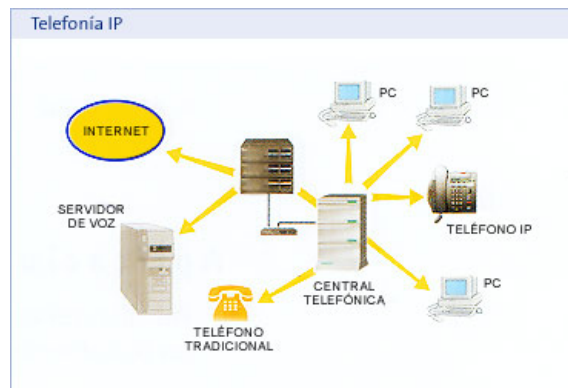 Telefonía IP
PC
PC
INTERNET
SERVIDOR
DE VOZ
TELÉFONO IP
CENTRAL
TELEFÓNICA
PC
TELÉFONO
TRADICIONAL